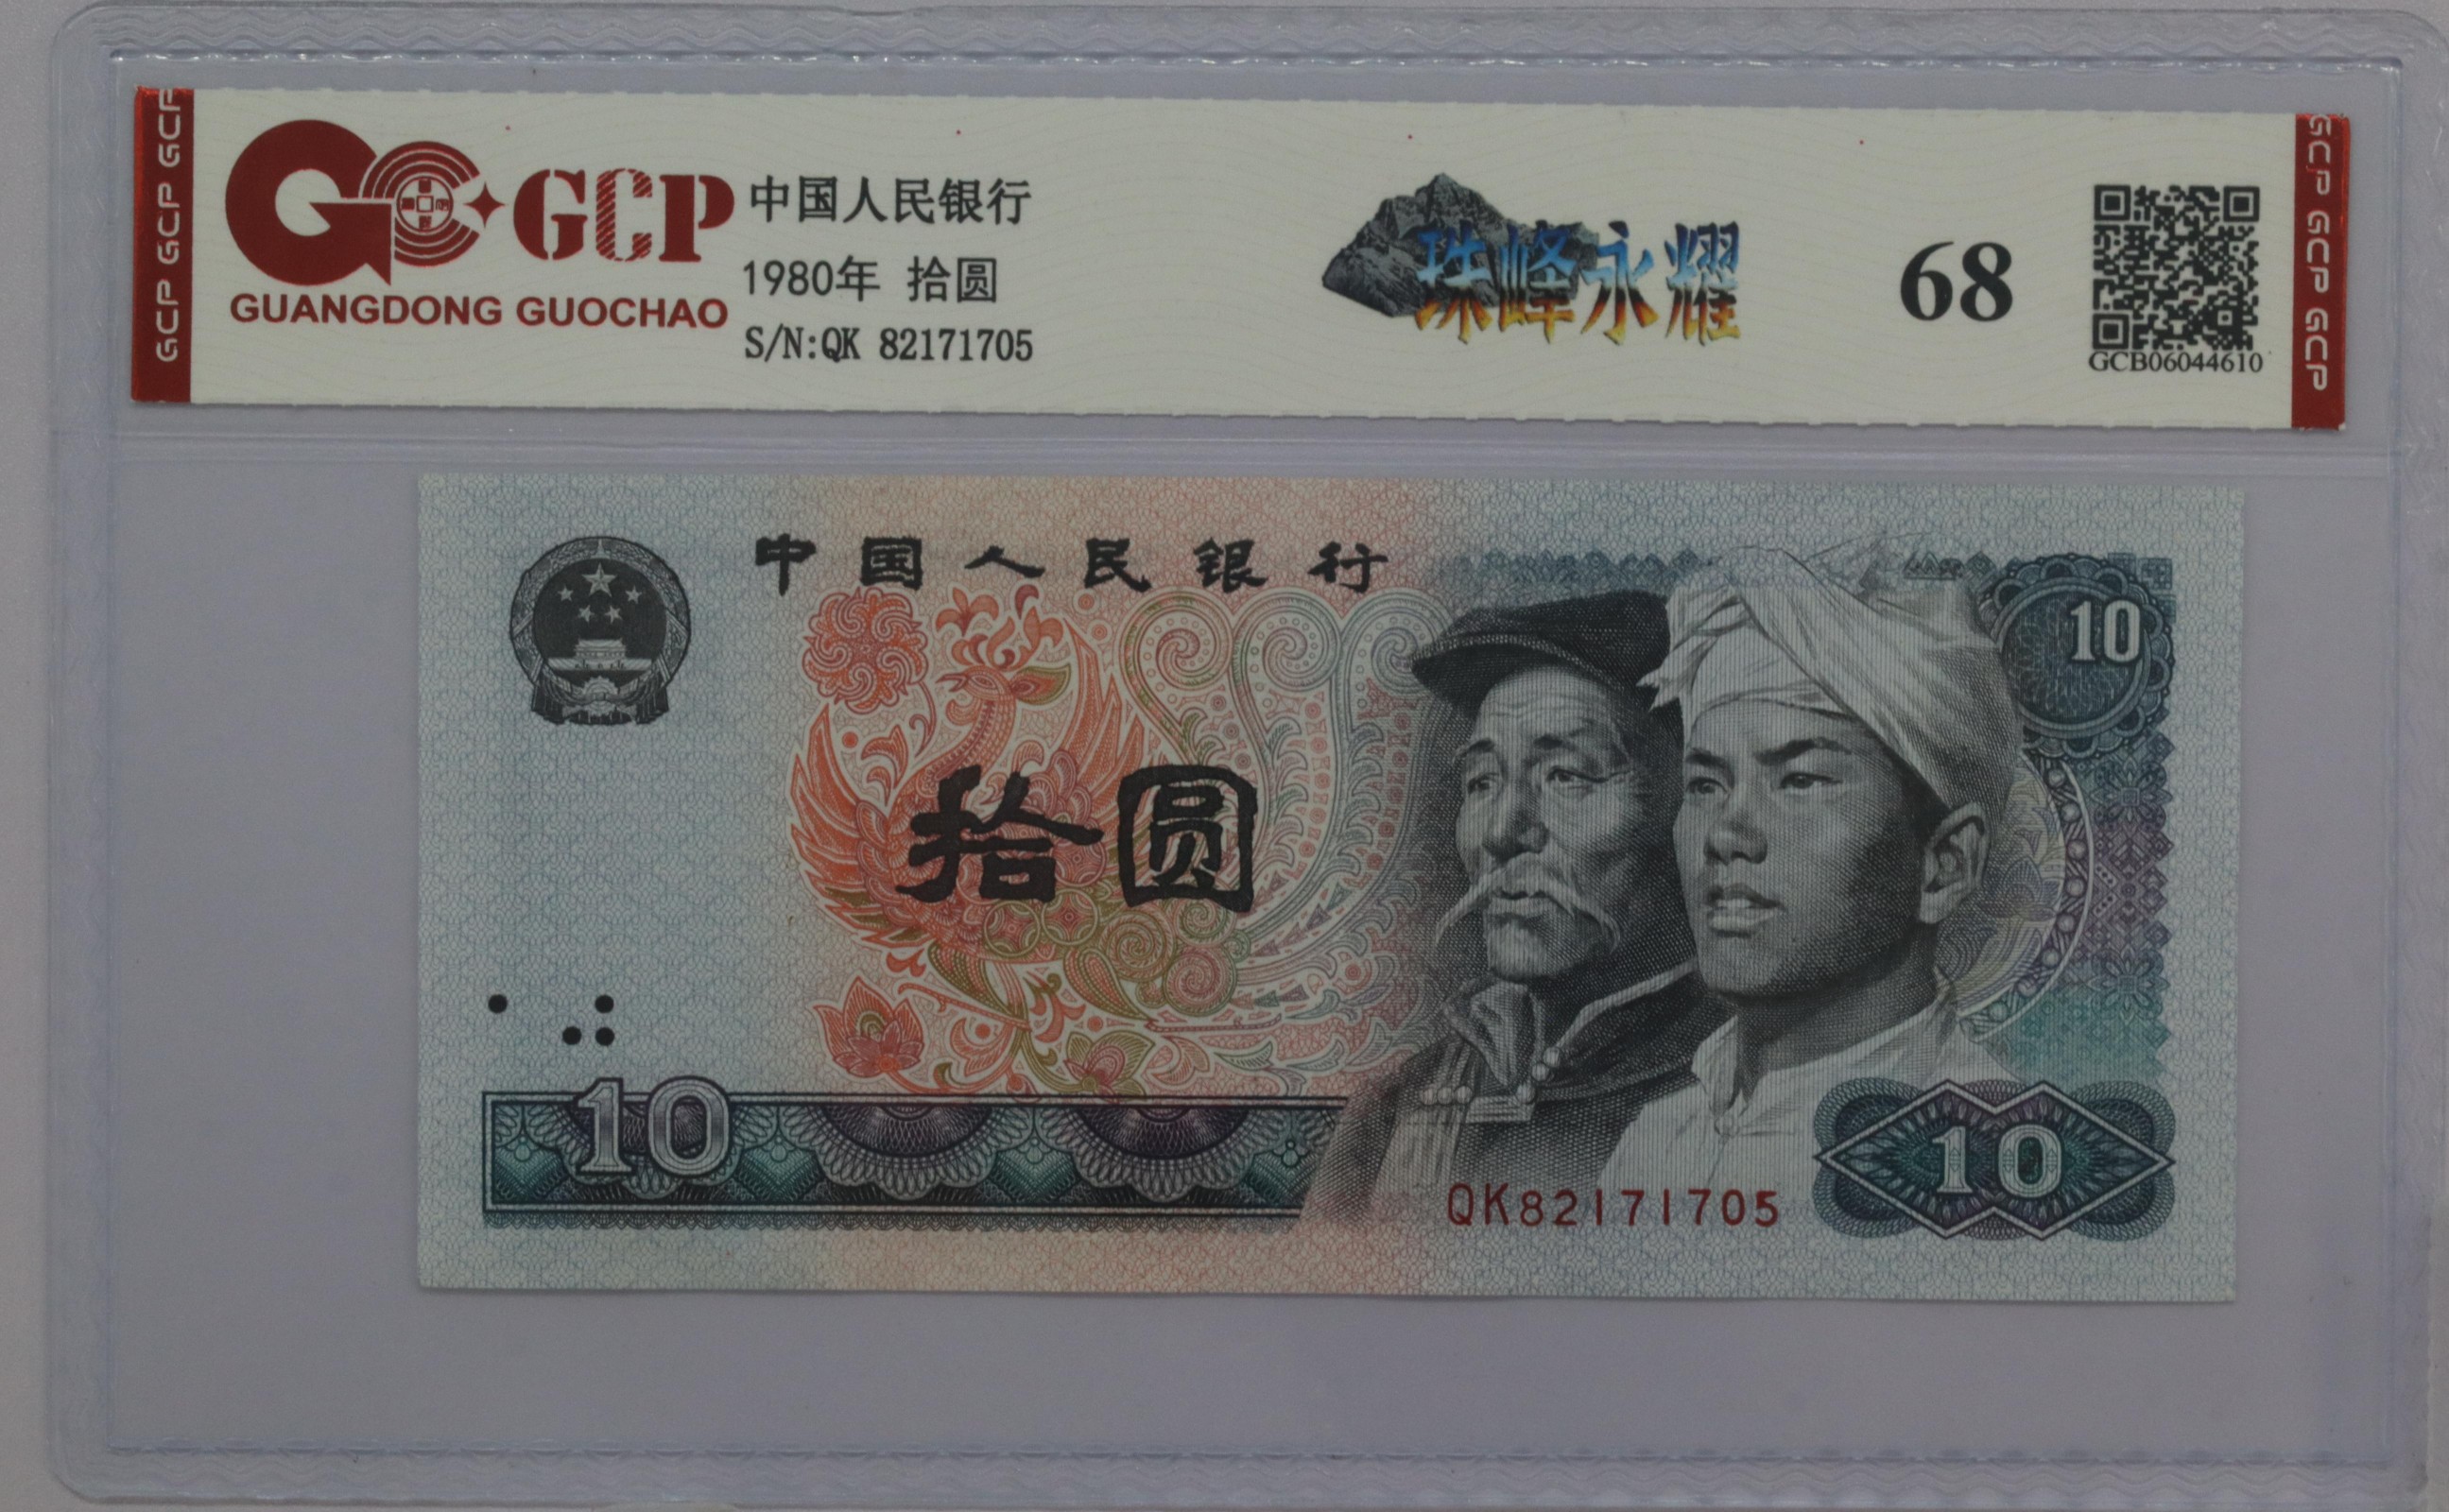 GCP GCP GCP
GCP
GUANGDONG GUOCHAO
中国人民银行
1980年 拾圆
S/N:QK 82171705
珠峰永耀
68
GCB06044610
GCP GCP GCP
中国人民银行
10
拾圆
10
QK82171705
10